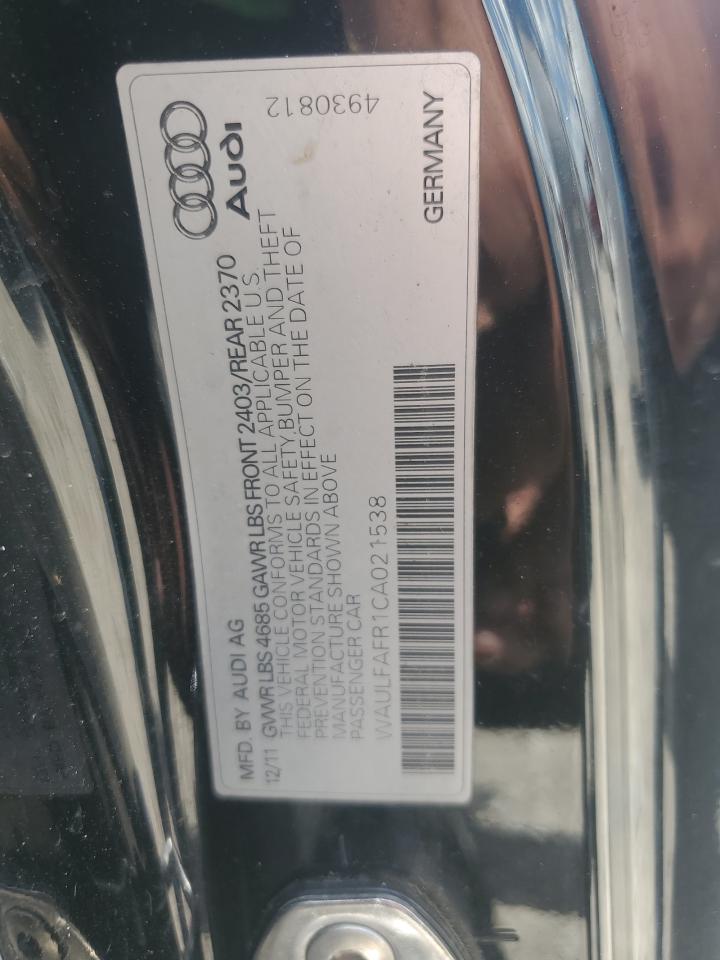 MFD. BY AUDI AG
Audi
12/11 GVWR LBS 4685 GAWR LBS FRONT 2403/REAR 2370
THIS VEHICLE CONFORMS TO ALL APPLICABLE U.S.
FEDERAL MOTOR VEHICLE SAFETY,BUMPER AND THEFT
PREVENTION STANDARDS IN EFFECT ON THE DATE OF
MANUFACTURE SHOWN ABOVE
PASSENGER CAR
4930812
WAULFAFR1CA021538
GERMANY